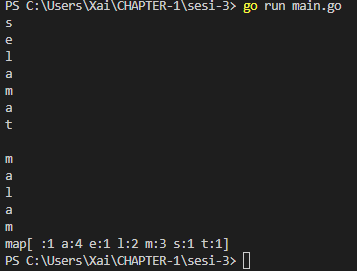 PS C:\Users\Xai\CHAPTER-1\sesi-3> go run main.go
s
e
l
a
m
a
t

m
a
l
a
m
map[ :1 a:4 e:1 l:2 m:3 s:1 t:1]
PS C:\Users\Xai\CHAPTER-1\sesi-3>